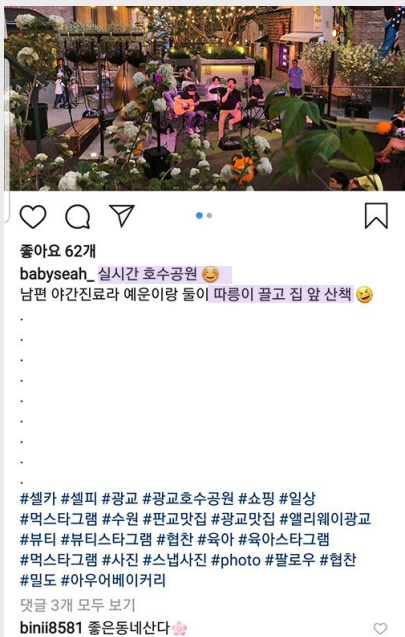 좋아요 62개
babyseah_ 실시간 호수공원 ☺️
남편 야간진료라 예운이랑 둘이 따릉이 끌고 집 앞 산책 🤣
.
.
.
.
.
.
.
.
.
#셀카 #셀피 #광교 #광교호수공원 #쇼핑 #일상
#먹스타그램 #수원 #판교맛집 #광교맛집 #앨리웨이광교
#뷰티 #뷰티스타그램 #협찬 #육아 #육아스타그램
#먹스타그램 #사진 #스냅사진 #photo #팔로우 #협찬
#밀도 #아우어베이커리
댓글 3개 모두 보기
binii8581 좋은동네산다🌸